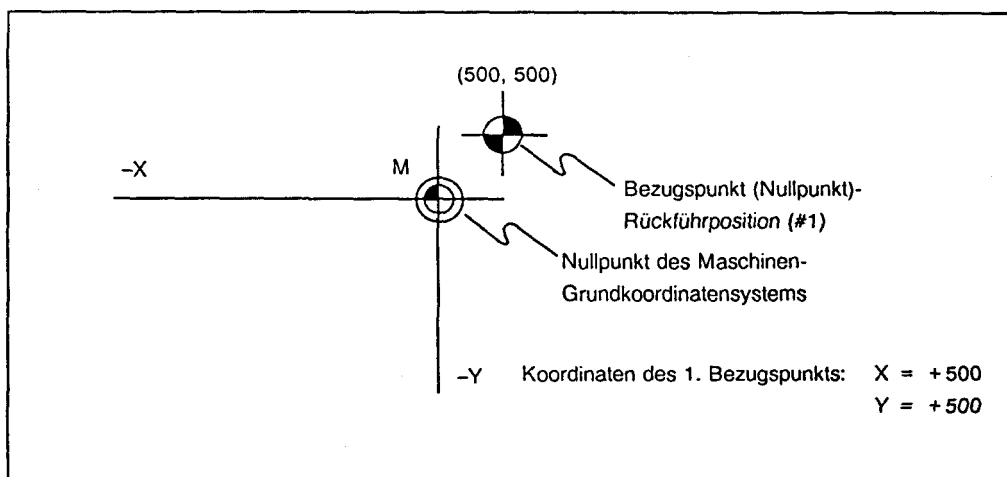 (500, 500)
–X
M
Bezugspunkt (Nullpunkt)-
Rückführposition (#1)
Nullpunkt des Maschinen-
Grundkoordinatensystems
–Y
Koordinaten des 1. Bezugspunkts: X = +500
Y = +500